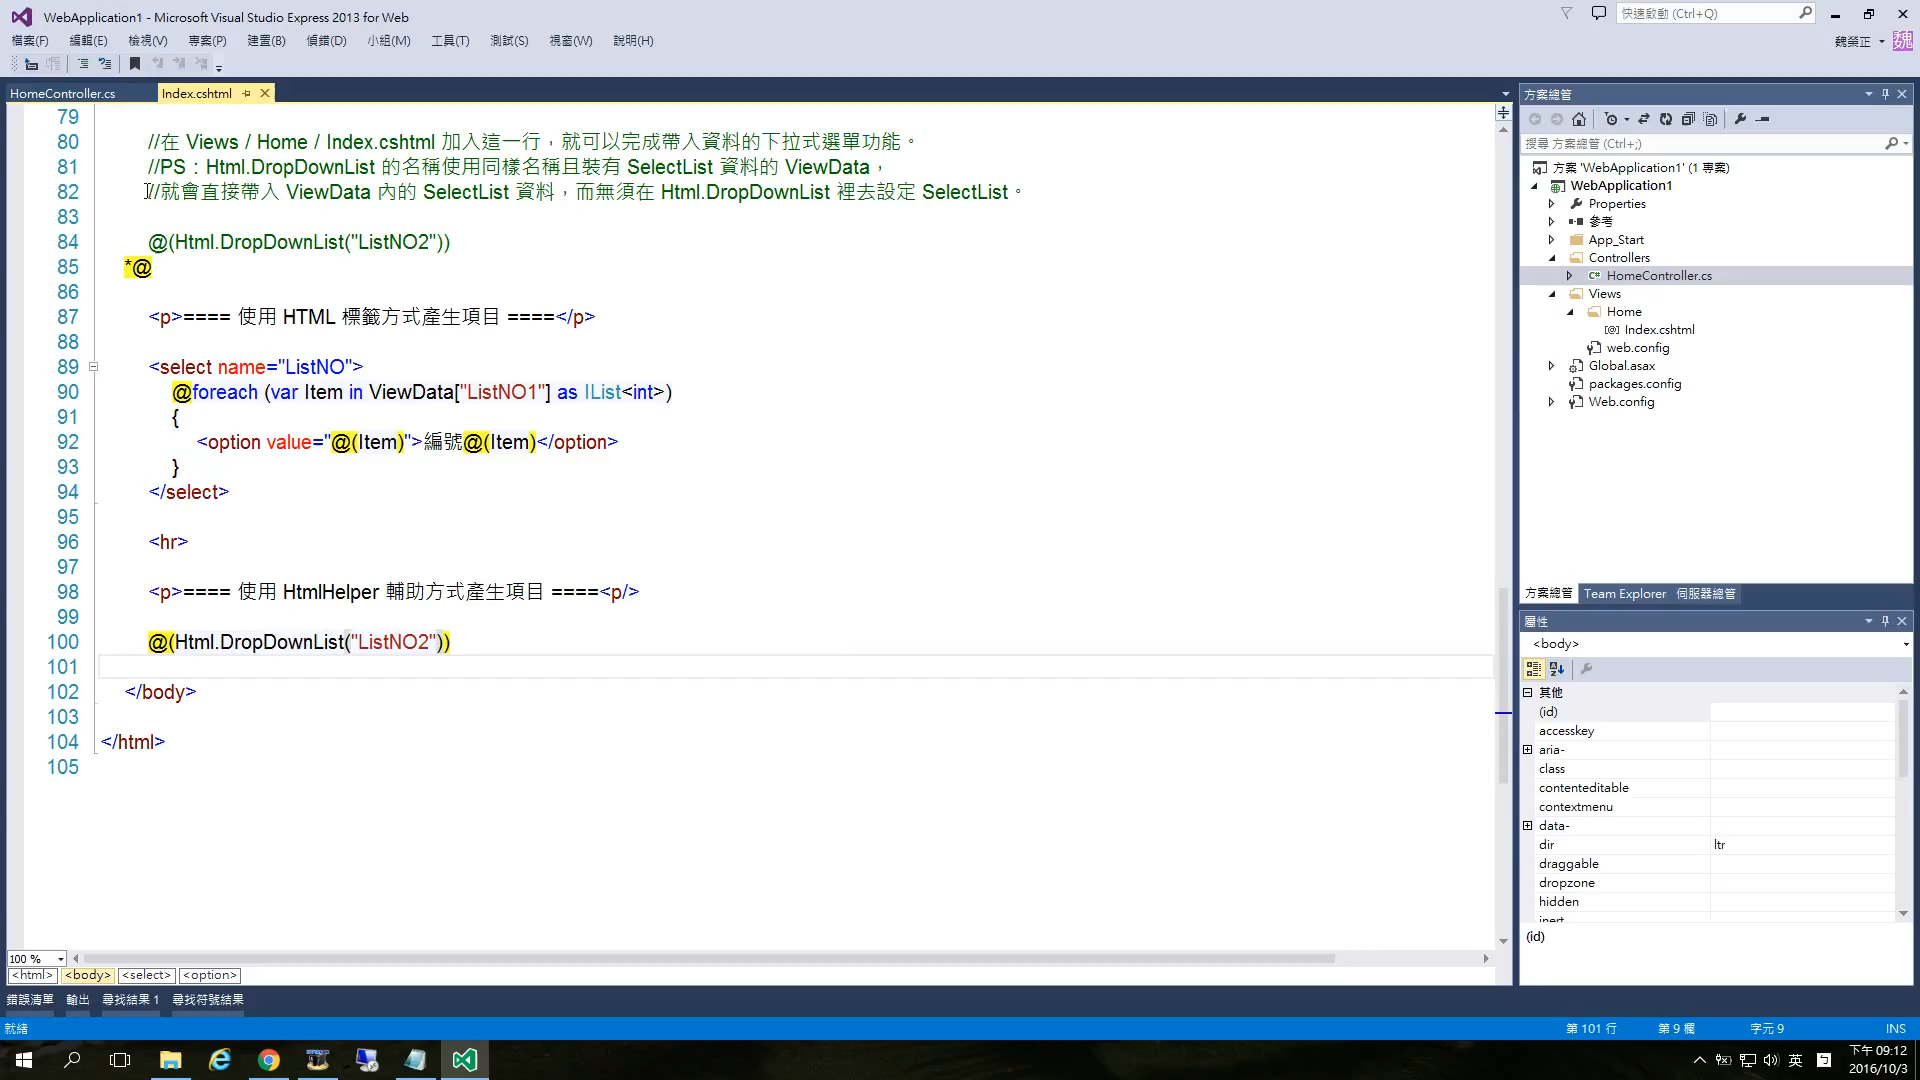 WebApplication1 - Microsoft Visual Studio Express 2013 for Web
快速啟動 (Ctrl+Q)
檔案(F) 編輯(E) 檢視(V) 專案(P) 建置(B) 偵錯(D) 小組(M) 工具(T) 測試(S) 視窗(W) 說明(H)
魏榮正 魏
HomeController.cs Index.cshtml
79
80 //在 Views / Home / Index.cshtml 加入這一行，就可以完成帶入資料的下拉式選單功能。
81 //PS：Html.DropDownList 的名稱使用同樣名稱且裝有 SelectList 資料的 ViewData，
82 //就會直接帶入 ViewData 內的 SelectList 資料，而無須在 Html.DropDownList 裡去設定 SelectList。
83
84 @(Html.DropDownList("ListNO2"))
85 *@
86
87 <p>==== 使用 HTML 標籤方式產生項目 ====</p>
88
89 <select name="ListNO">
90 @foreach (var Item in ViewData["ListNO1"] as IList<int>)
91 {
92 <option value="@(Item)">編號@(Item)</option>
93 }
94 </select>
95
96 <hr>
97
98 <p>==== 使用 HtmlHelper 輔助方式產生項目 ====<p/>
99
100 @(Html.DropDownList("ListNO2"))
101
102 </body>
103
104 </html>
105
100 %
<html> <body> <select> <option>
錯誤清單 輸出 尋找結果 1 尋找符號結果
就緒
第 101 行 第 9 欄 字元 9 INS
方案總管
搜尋 方案總管 (Ctrl+;)
方案 'WebApplication1' (1 專案)
WebApplication1
Properties
參考
App_Start
Controllers
C# HomeController.cs
Views
Home
[@] Index.cshtml
web.config
Global.asax
packages.config
Web.config
方案總管 Team Explorer 伺服器總管
屬性
<body>
其他
(id)
accesskey
aria-
class
contenteditable
contextmenu
data-
dir ltr
draggable
dropzone
hidden
inert
(id)
英
下午 09:12
2016/10/3